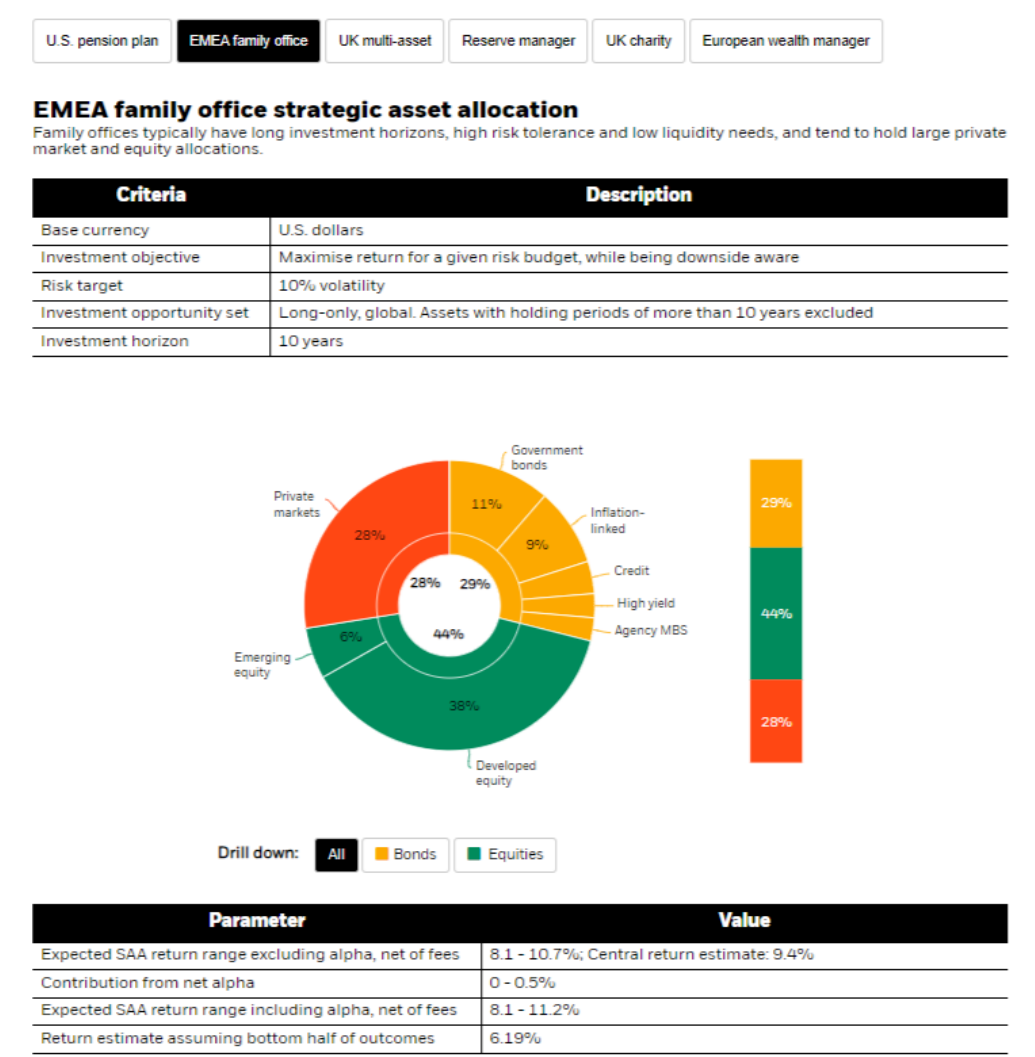 U.S. pension plan EMEA family office UK multi-asset Reserve manager UK charity European wealth manager
EMEA family office strategic asset allocation
Family offices typically have long investment horizons, high risk tolerance and low liquidity needs, and tend to hold large private
market and equity allocations.
Criteria Description
Base currency U.S. dollars
Investment objective Maximise return for a given risk budget, while being downside aware
Risk target 10% volatility
Investment opportunity set Long-only, global. Assets with holding periods of more than 10 years excluded
Investment horizon 10 years
Government
bonds
Private
markets
11%
28%
Inflation-
linked
9%
Credit
28% 29%
High yield
44%
Agency MBS
6%
Emerging
equity
38%
Developed
equity
29%
44%
28%
Drill down: All Bonds Equities
Parameter Value
Expected SAA return range excluding alpha, net of fees 8.1 - 10.7%; Central return estimate: 9.4%
Contribution from net alpha 0 - 0.5%
Expected SAA return range including alpha, net of fees 8.1 - 11.2%
Return estimate assuming bottom half of outcomes 6.19%